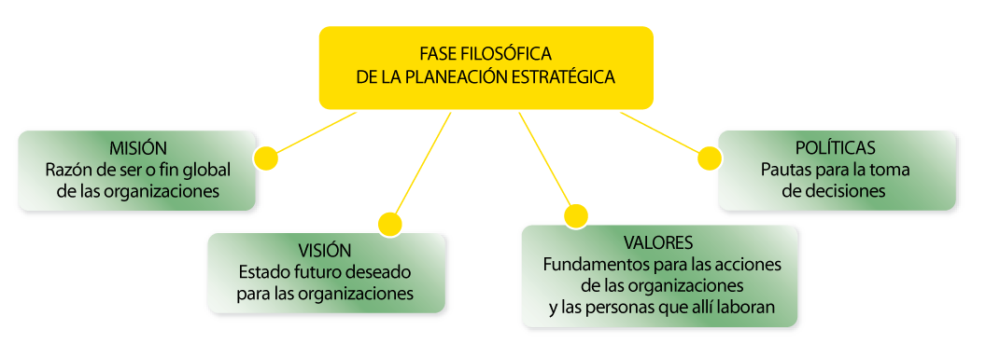 FASE FILOSÓFICA
DE LA PLANEACIÓN ESTRATÉGICA
MISIÓN
Razón de ser o fin global
de las organizaciones
VISIÓN
Estado futuro deseado
para las organizaciones
VALORES
Fundamentos para las acciones
de las organizaciones
y las personas que allí laboran
POLÍTICAS
Pautas para la toma
de decisiones